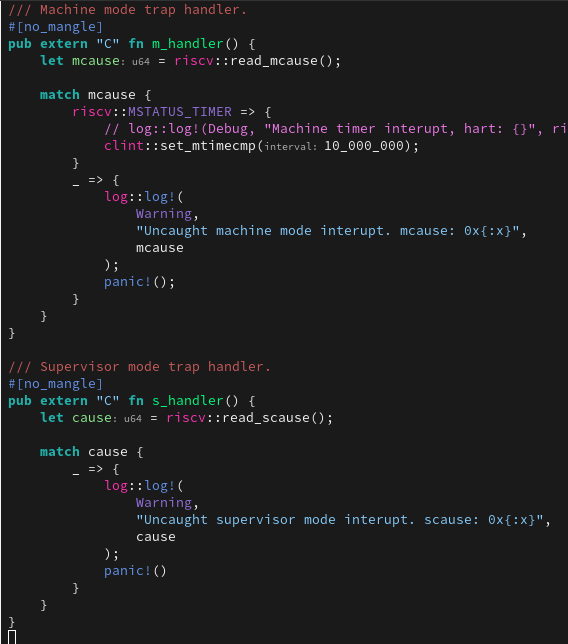 /// Machine mode trap handler.
#[no_mangle]
pub extern "C" fn m_handler() {
    let mcause: u64 = riscv::read_mcause();

    match mcause {
        riscv::MSTATUS_TIMER => {
            // log::log!(Debug, "Machine timer interupt, hart: {}", ri
            clint::set_mtimecmp(interval: 10_000_000);
        }
        _ => {
            log::log!(
                Warning,
                "Uncaught machine mode interupt. mcause: 0x{:x}",
                mcause
            );
            panic!();
        }
    }
}

/// Supervisor mode trap handler.
#[no_mangle]
pub extern "C" fn s_handler() {
    let cause: u64 = riscv::read_scause();

    match cause {
        _ => {
            log::log!(
                Warning,
                "Uncaught supervisor mode interupt. scause: 0x{:x}",
                cause
            );
            panic!()
        }
    }
}